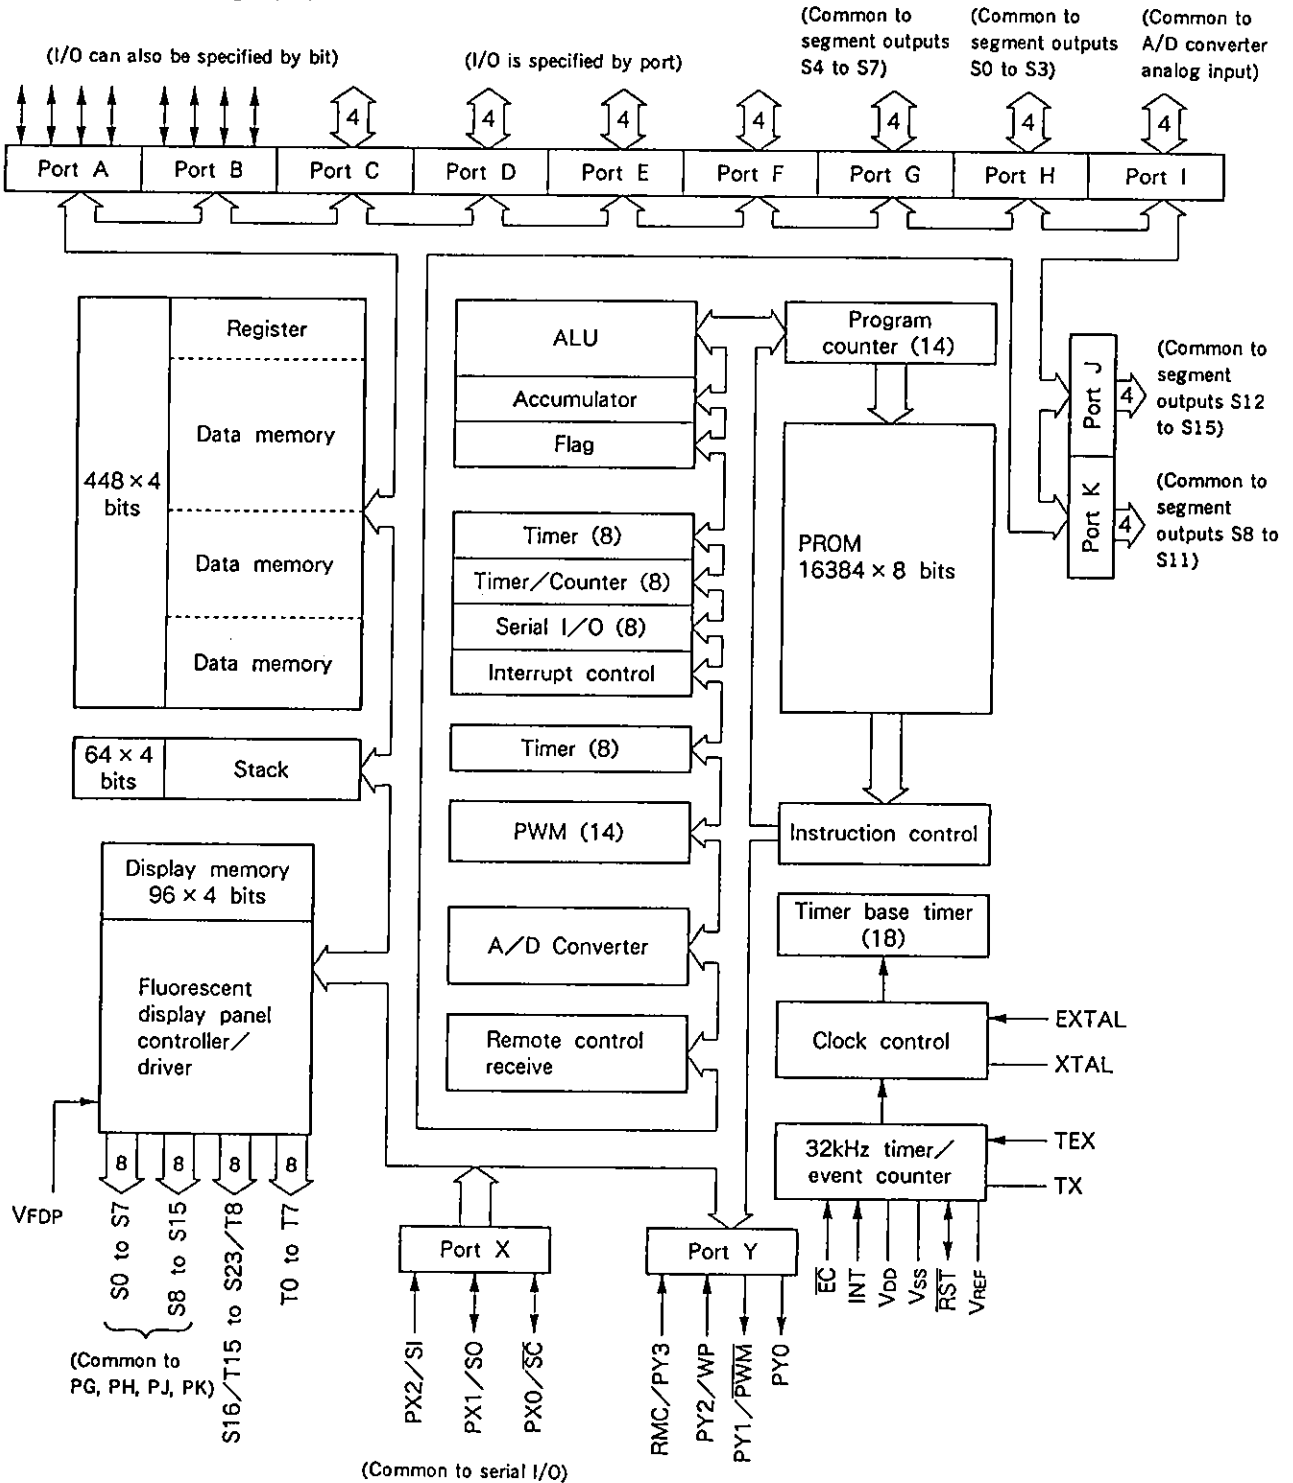 (I/O can also be specified by bit)
(I/O is specified by port)
(Common to
segment outputs
S4 to S7)
(Common to
segment outputs
S0 to S3)
(Common to
A/D converter
analog input)
4
4
4
4
4
4
4
Port A
Port B
Port C
Port D
Port E
Port F
Port G
Port H
Port I
448 × 4
bits
Register
Data memory
Data memory
Data memory
64 × 4
bits
Stack
Display memory
96 × 4 bits
Fluorescent
display panel
controller/
driver
VFDP
8
8
8
8
S0 to S7
S8 to S15
S16/T15 to S23/T8
T0 to T7
(Common to
PG, PH, PJ, PK)
ALU
Accumulator
Flag
Timer (8)
Timer/Counter (8)
Serial I/O (8)
Interrupt control
Timer (8)
PWM (14)
A/D Converter
Remote control
receive
Program
counter (14)
PROM
16384 × 8 bits
Instruction control
Timer base timer
(18)
Clock control
EXTAL
XTAL
32kHz timer/
event counter
TEX
TX
EC
INT
VDD
VSS
RST
VREF
Port J
4
(Common to
segment
outputs S12
to S15)
Port K
4
(Common to
segment
outputs S8 to
S11)
Port X
PX2/SI
PX1/SO
PX0/SC
(Common to serial I/O)
Port Y
RMC/PY3
PY2/WP
PY1/PWM
PY0